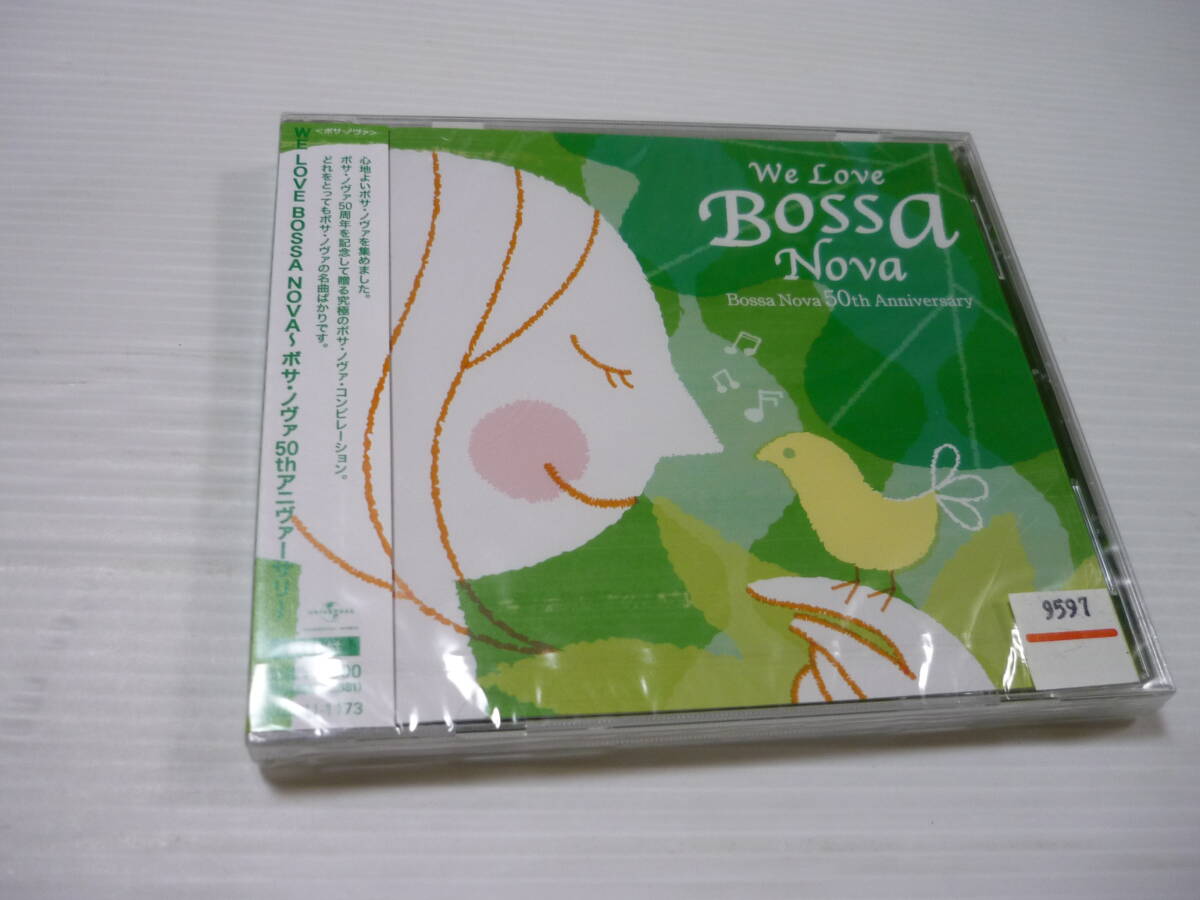 <ボサ・ノヴァ>
WE LOVE BOSSA NOVA～ボサ・ノヴァ50thアニヴァーサリー
心地よいボサ・ノヴァを集めました。
ボサ・ノヴァ50周年を記念して贈る究極のボサ・ノヴァ・コンピレーション。
どれをとってもボサ・ノヴァの名曲ばかりです。
UNIVERSAL
We Love
Bossa
Nova
Bossa Nova 50th Anniversary
9597